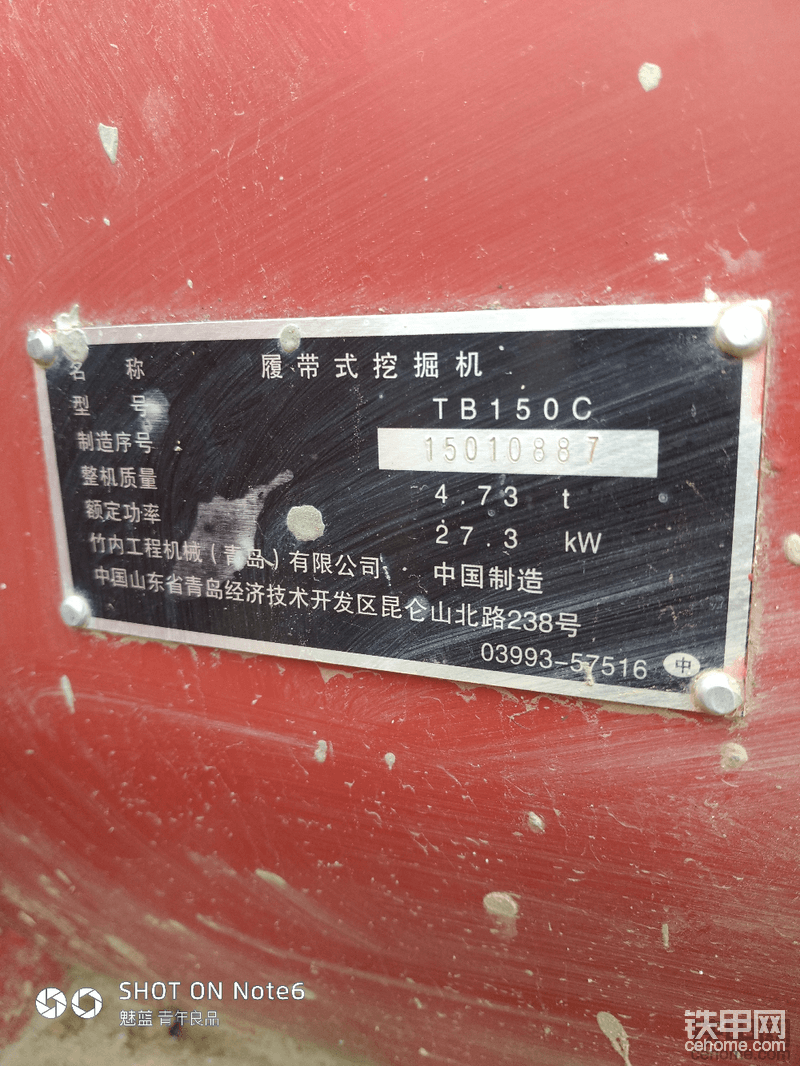 名 称 履带式挖掘机
型 号 TB150C
制造序号 15010887
整机质量 4.73 t
额定功率 27.3 kW
竹内工程机械(青岛)有限公司 中国制造
中国山东省青岛经济技术开发区昆仑山北路238号
03993-57516 中
SHOT ON Note6
魅蓝 青年良品
铁甲网
cehome.com